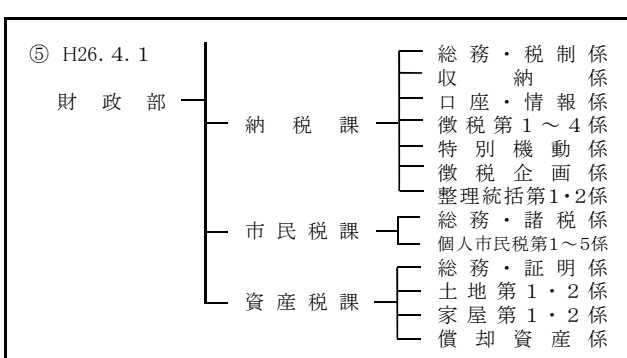 ⑤ H26.4.1
財政部
納税課
総務・税制係
収納係
口座・情報係
徴税第1～4係
特別機動係
徴税企画係
整理統括第1・2係
市民税課
総務・諸税係
個人市民税第1～5係
資産税課
総務・証明係
土地第1・2係
家屋第1・2係
償却資産係